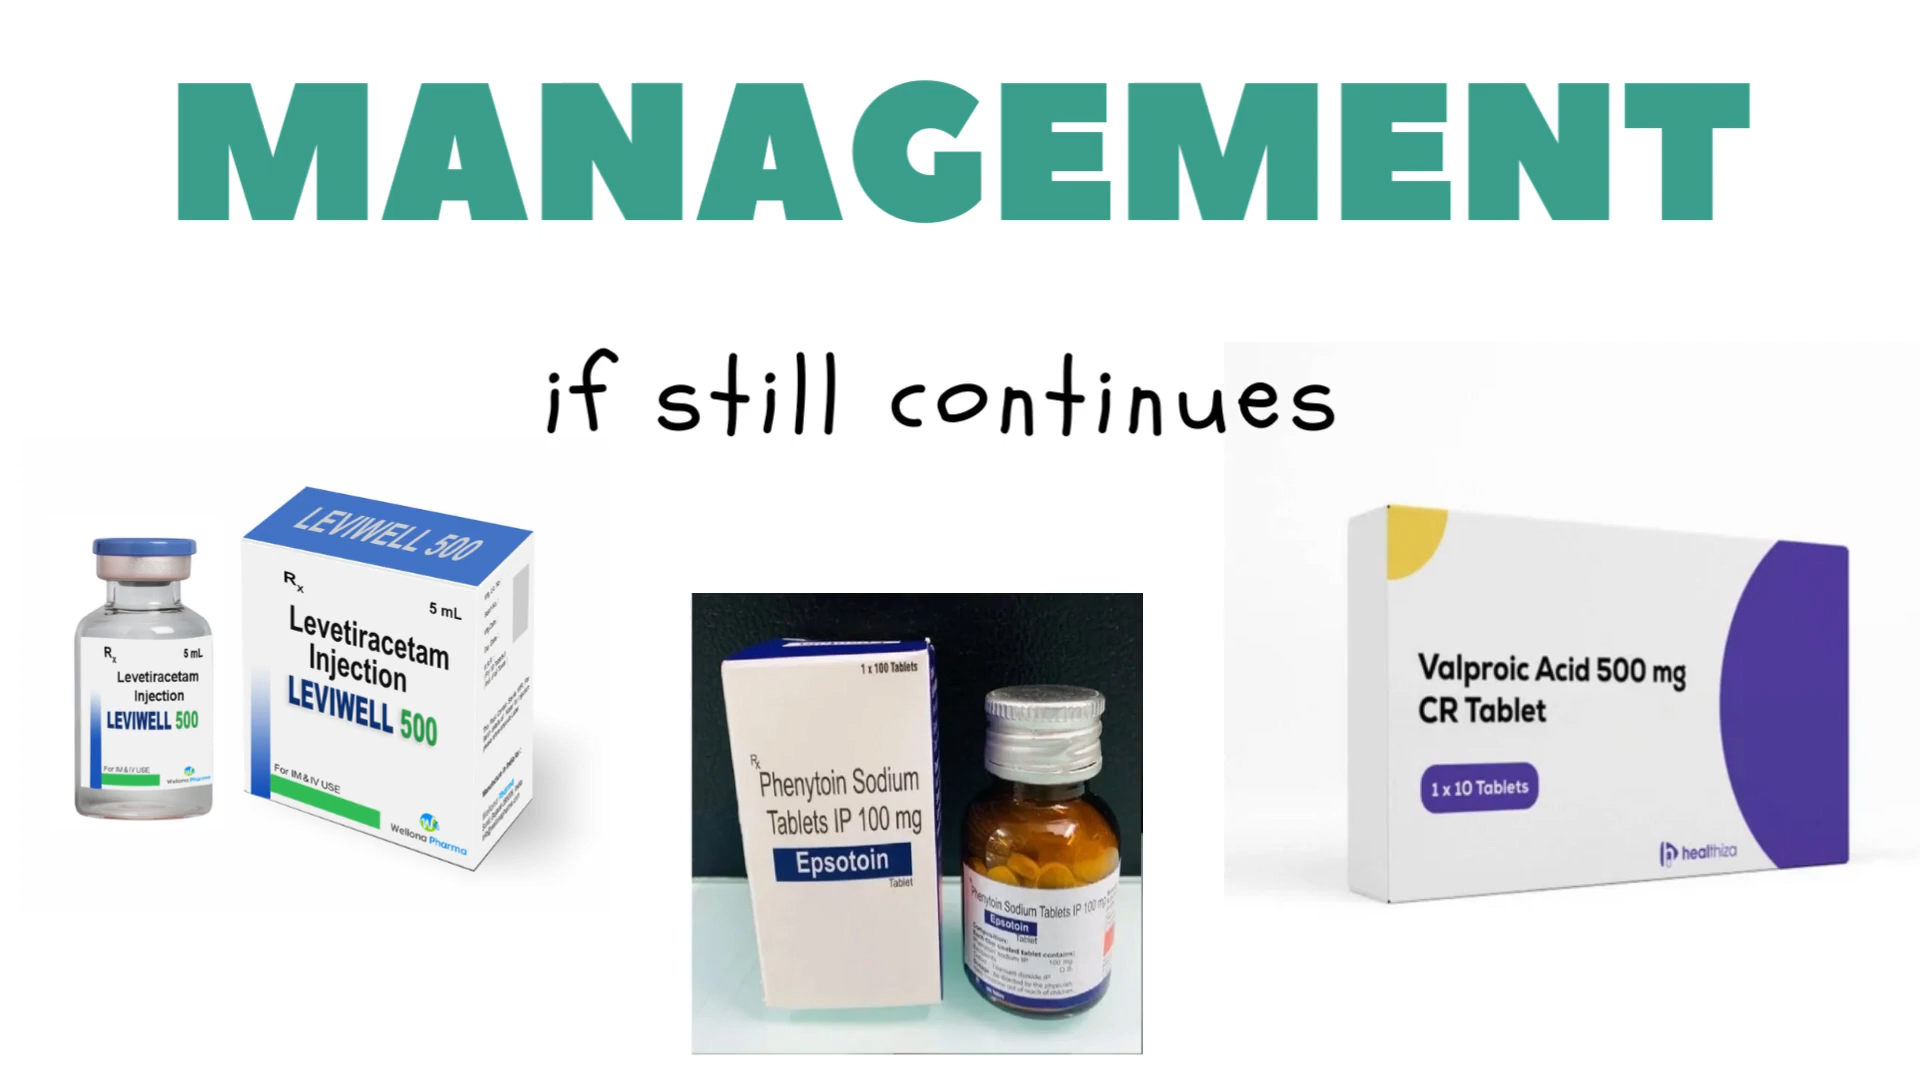 MANAGEMENT
if still continues
LEVIWELL 500
Rx
5 mL
Levetiracetam
Injection
LEVIWELL 500
For IM & IV USE
Wellona Pharma
Rx
5 mL
Levetiracetam
Injection
LEVIWELL 500
For IM & IV USE
Wellona Pharma
1 x 100 Tablets
Rx
Phenytoin Sodium
Tablets IP 100 mg
Epsotoin
Tablet
Phenytoin Sodium Tablets IP 100 mg
Epsotoin
Tablet
Valproic Acid 500 mg
CR Tablet
1 x 10 Tablets
healthiza